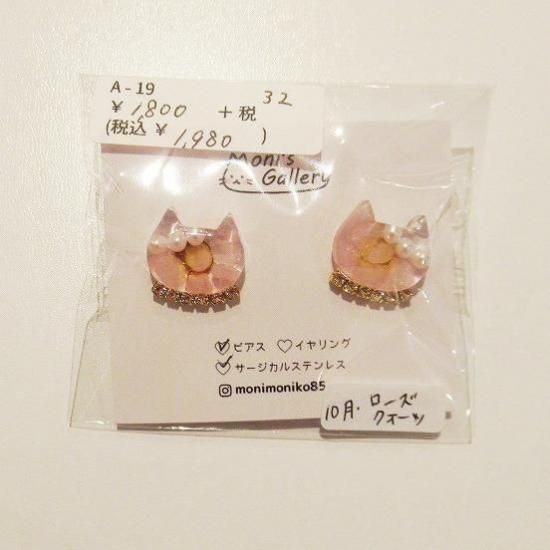 A-19
32
¥1,800 +税
(税込 ¥1,980)
Moni's
Gallery
ピアス イヤリング
サージカルステンレス
monimoniko85
10月・ローズ
クォーツ